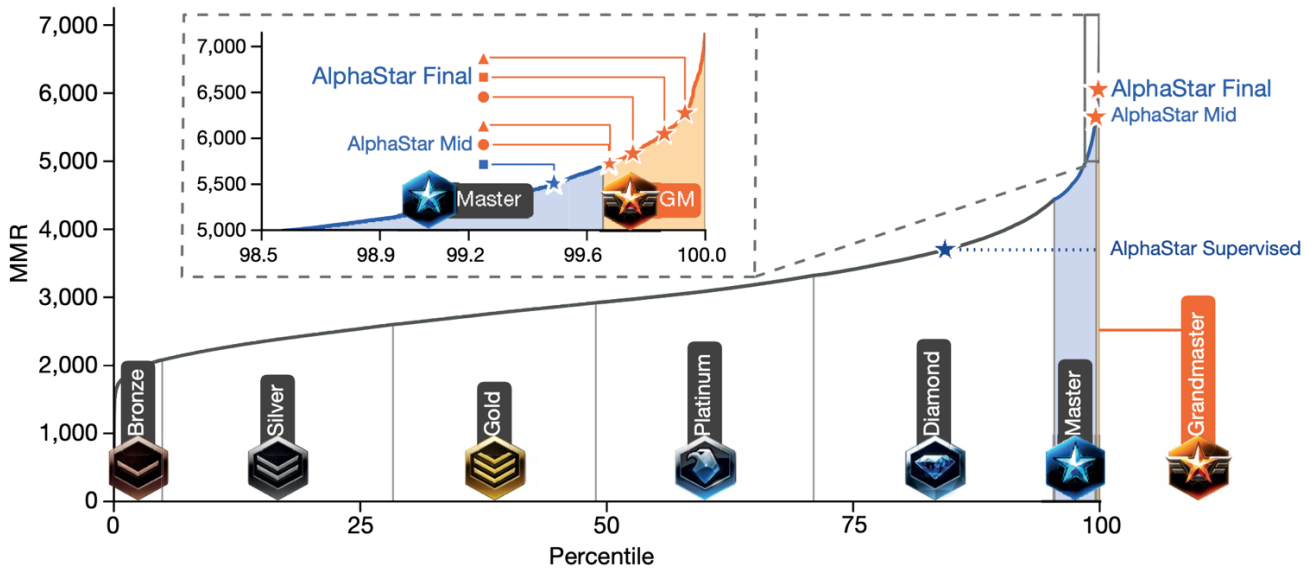 7,000
6,000
5,000
4,000
3,000
2,000
1,000
0
MMR
7,000
6,500
6,000
5,500
5,000
AlphaStar Final
AlphaStar Mid
Master
GM
98.5
98.9
99.2
99.6
100.0
AlphaStar Final
AlphaStar Mid
AlphaStar Supervised
Bronze
Silver
Gold
Platinum
Diamond
Master
Grandmaster
0
25
50
75
100
Percentile